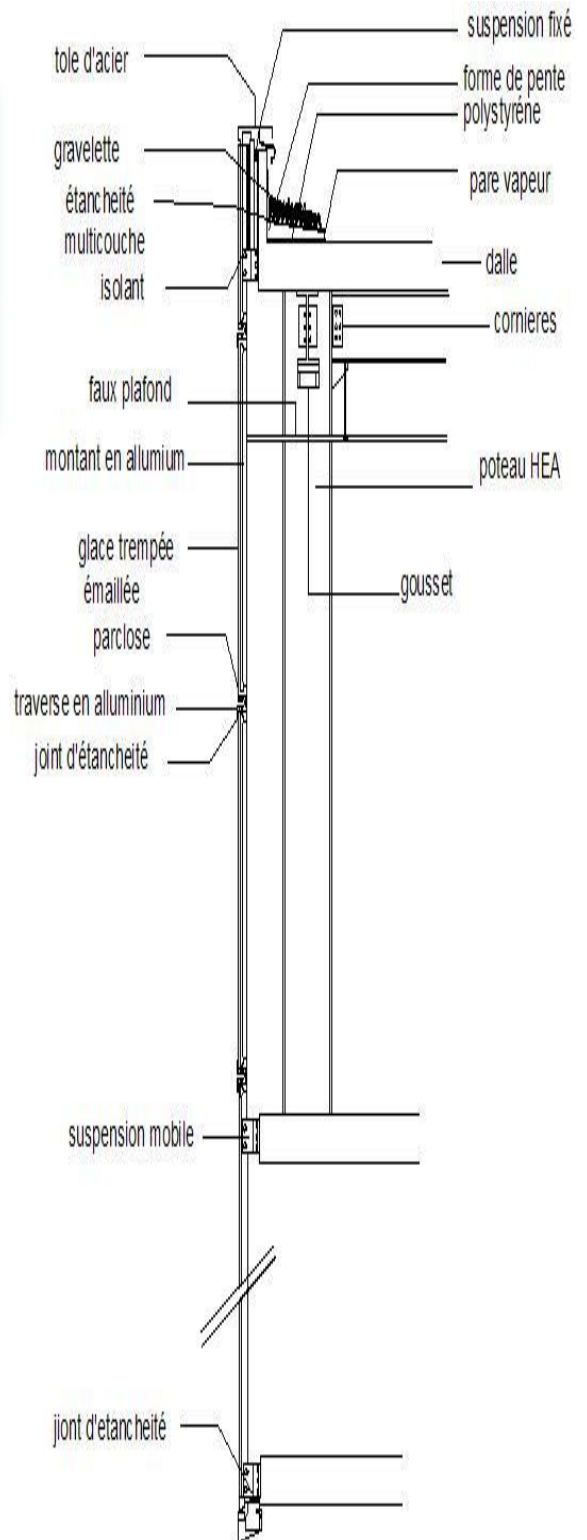 suspension fixé
tole d'acier
forme de pente
polystyréne
gravelette
pare vapeur
étancheité
multicouche
dalle
isolant
cornieres
faux plafond
montant en allumium
poteau HEA
glace trempée
émaillée
gousset
parclose
traverse en alluminium
joint d'étancheité
suspension mobile
jiont d'etancheité